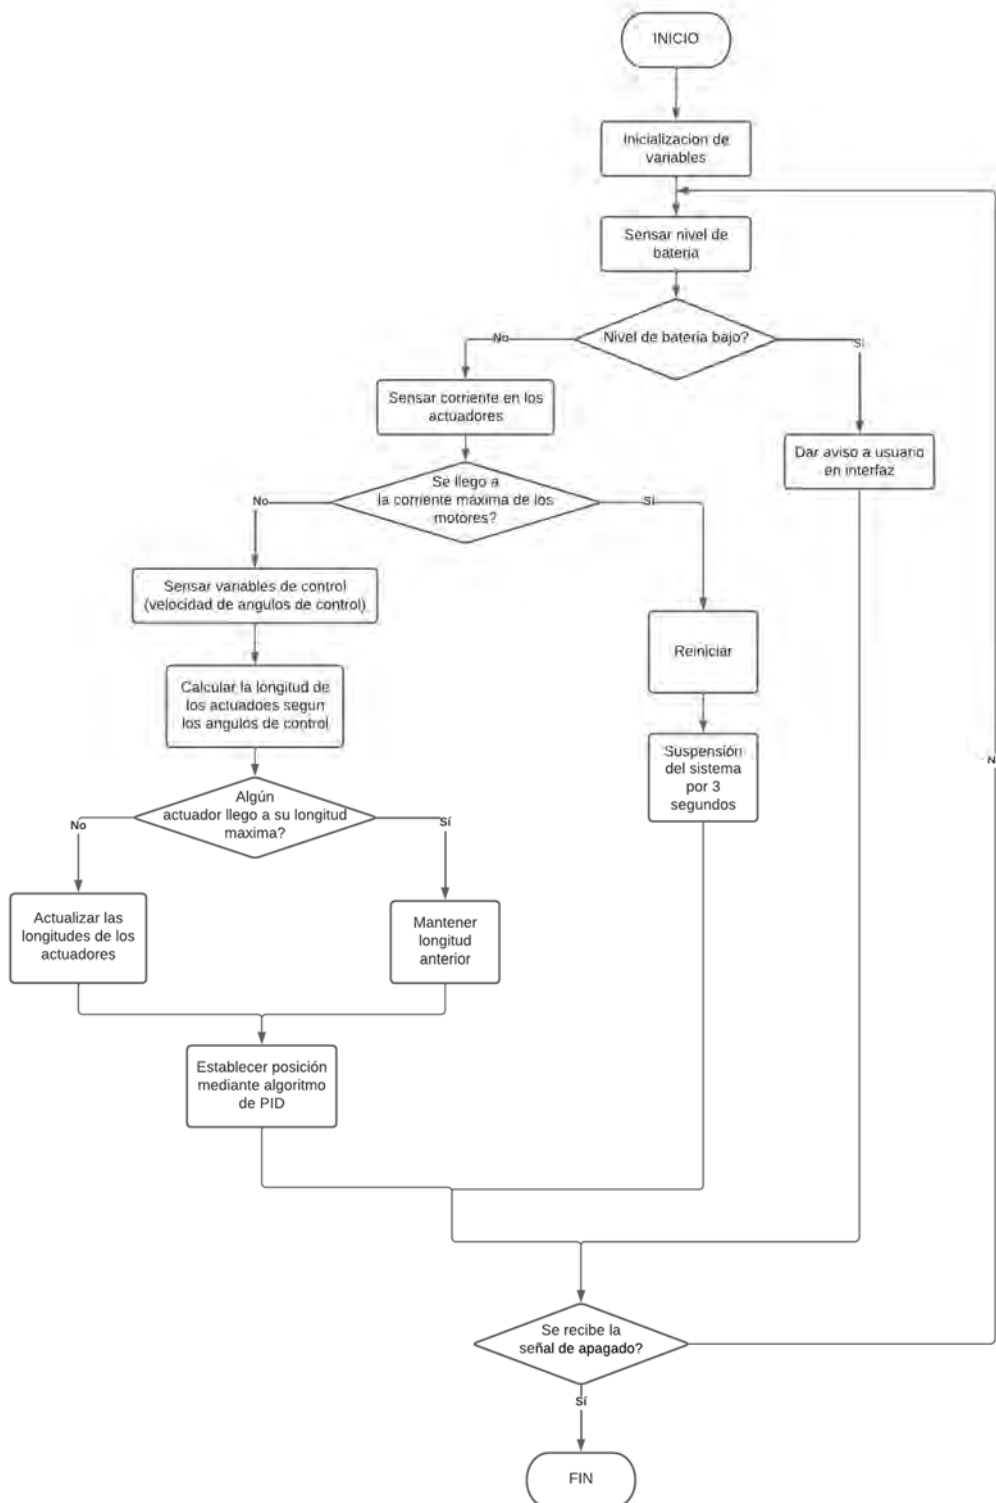 INICIO
Inicializacion de
variables
Sensar nivel de
bateria
Nivel de bateria bajo?
No
Si
Sensar corriente en los
actuadores
Dar aviso a usuario
en interfaz
Se llego a
la corriente maxima de los
motores?
No
Sí
Sensar variables de control
(velocidad de angulos de control)
Reiniciar
Calcular la longitud de
los actuadoes segun
los angulos de control
Suspensión
del sistema
por 3
segundos
N
Algún
actuador llego a su longitud
maxima?
No
Sí
Actualizar las
longitudes de los
actuadores
Mantener
longitud
anterior
Establecer posición
mediante algoritmo
de PID
Se recibe la
señal de apagado?
Sí
FIN